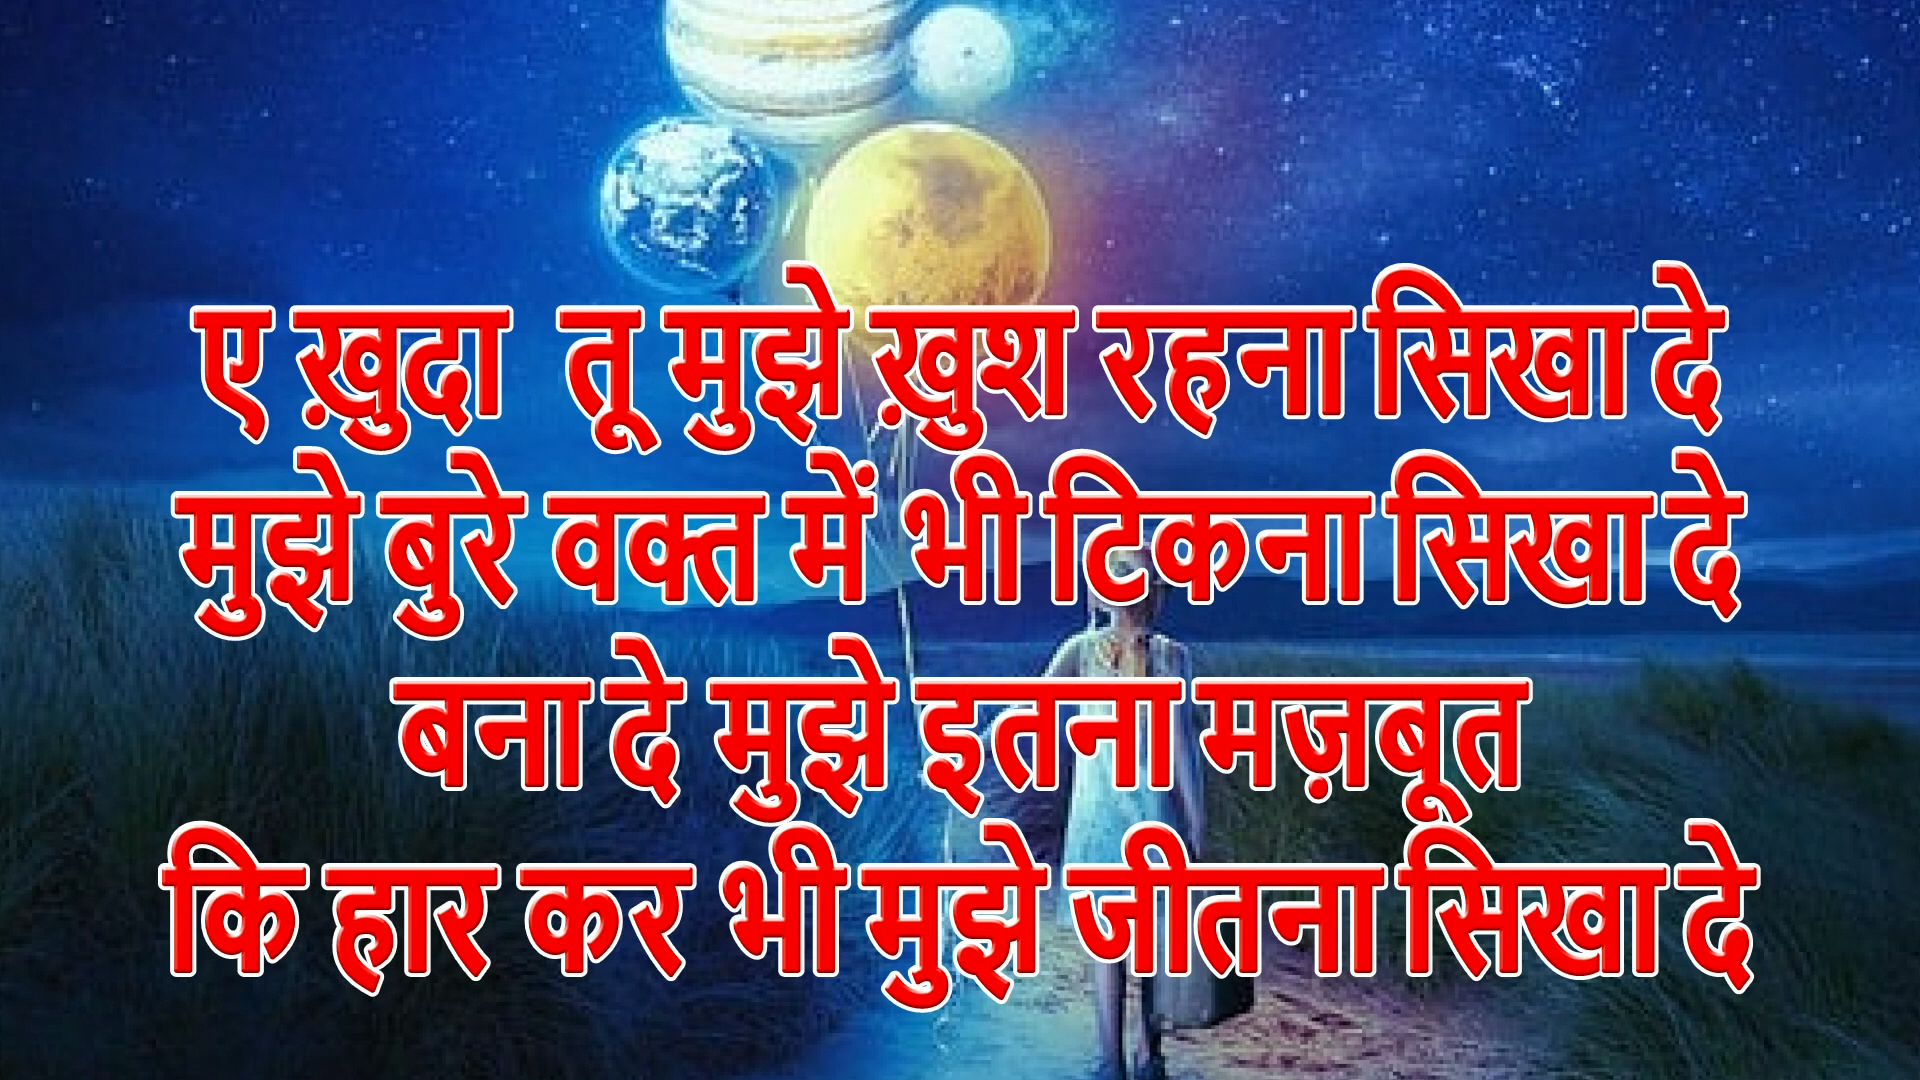 ए ख़ुदा तू मुझे ख़ुश रहना सिखा दे
मुझे बुरे वक्त में भी टिकना सिखा दे
बना दे मुझे इतना मज़बूत
कि हार कर भी मुझे जीतना सिखा दे